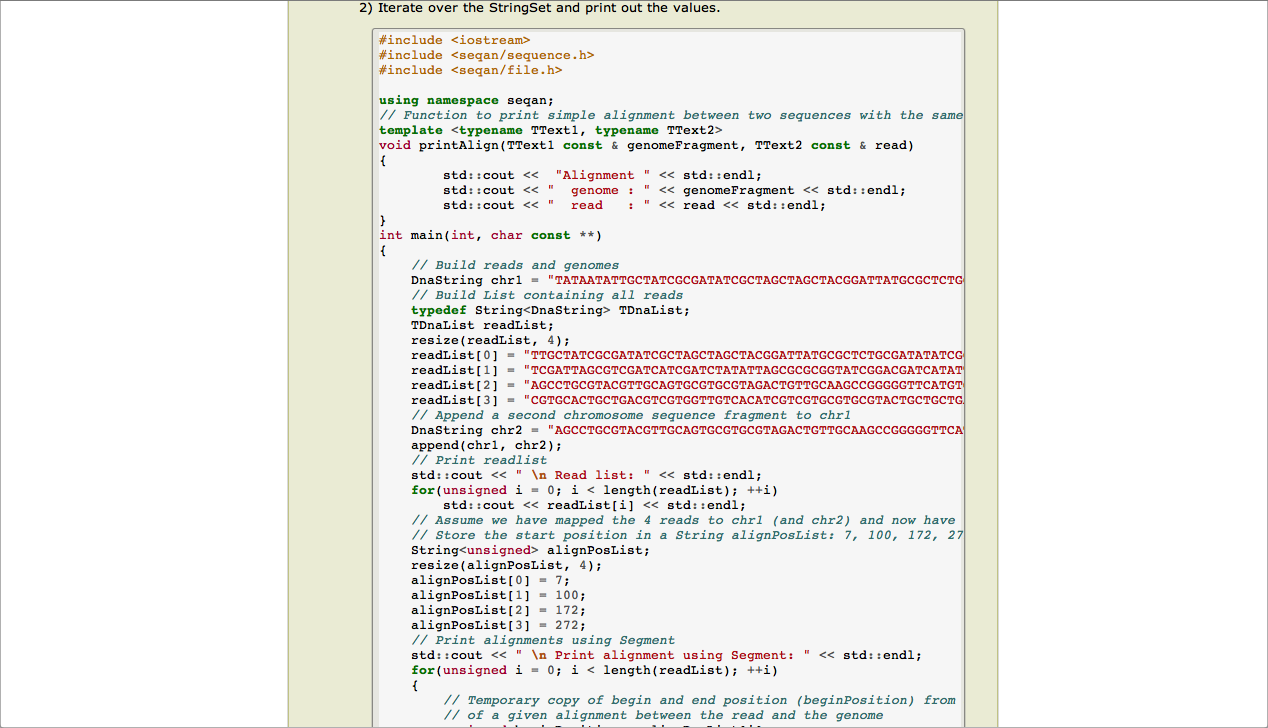 2) Iterate over the StringSet and print out the values.
#include <iostream>
#include <seqan/sequence.h>
#include <seqan/file.h>
using namespace seqan;
// Function to print simple alignment between two sequences with the same
template <typename TText1, typename TText2>
void printAlign(TText1 const & genomeFragment, TText2 const & read)
{
std::cout <<  "Alignment " << std::endl;
std::cout << "  genome : " << genomeFragment << std::endl;
std::cout << "  read   : " << read << std::endl;
}
int main(int, char const **)
{
// Build reads and genomes
DnaString chr1 = "TATAATATTGCTATCGCGATATCGCTAGCTAGCTACGGATTATGCGCTCTG
// Build List containing all reads
typedef String<DnaString> TDnaList;
TDnaList readList;
resize(readList, 4);
readList[0] = "TTGCTATCGCGATATCGCTAGCTAGCTACGGATTATGCGCTCTGCGATATATCG
readList[1] = "TCGATTAGCGTCGATCATCGATCTATATTAGCGCGCGGTATCGGACGATCATAT
readList[2] = "AGCCTGCGTACGTTGCAGTGCGTGCGTAGACTGTTGCAAGCCGGGGGTTCATGT
readList[3] = "CGTGCACTGCTGACGTCGTGGTTGTCACATCGTCGTGCGTGCGTACTGCTGCTG
// Append a second chromosome sequence fragment to chr1
DnaString chr2 = "AGCCTGCGTACGTTGCAGTGCGTGCGTAGACTGTTGCAAGCCGGGGGTTCA
append(chr1, chr2);
// Print readlist
std::cout << " \n Read list: " << std::endl;
for(unsigned i = 0; i < length(readList); ++i)
std::cout << readList[i] << std::endl;
// Assume we have mapped the 4 reads to chr1 (and chr2) and now have
// Store the start position in a String alignPosList: 7, 100, 172, 27
String<unsigned> alignPosList;
resize(alignPosList, 4);
alignPosList[0] = 7;
alignPosList[1] = 100;
alignPosList[2] = 172;
alignPosList[3] = 272;
// Print alignments using Segment
std::cout << " \n Print alignment using Segment: " << std::endl;
for(unsigned i = 0; i < length(readList); ++i)
{
// Temporary copy of begin and end position (beginPosition) from
// of a given alignment between the read and the genome